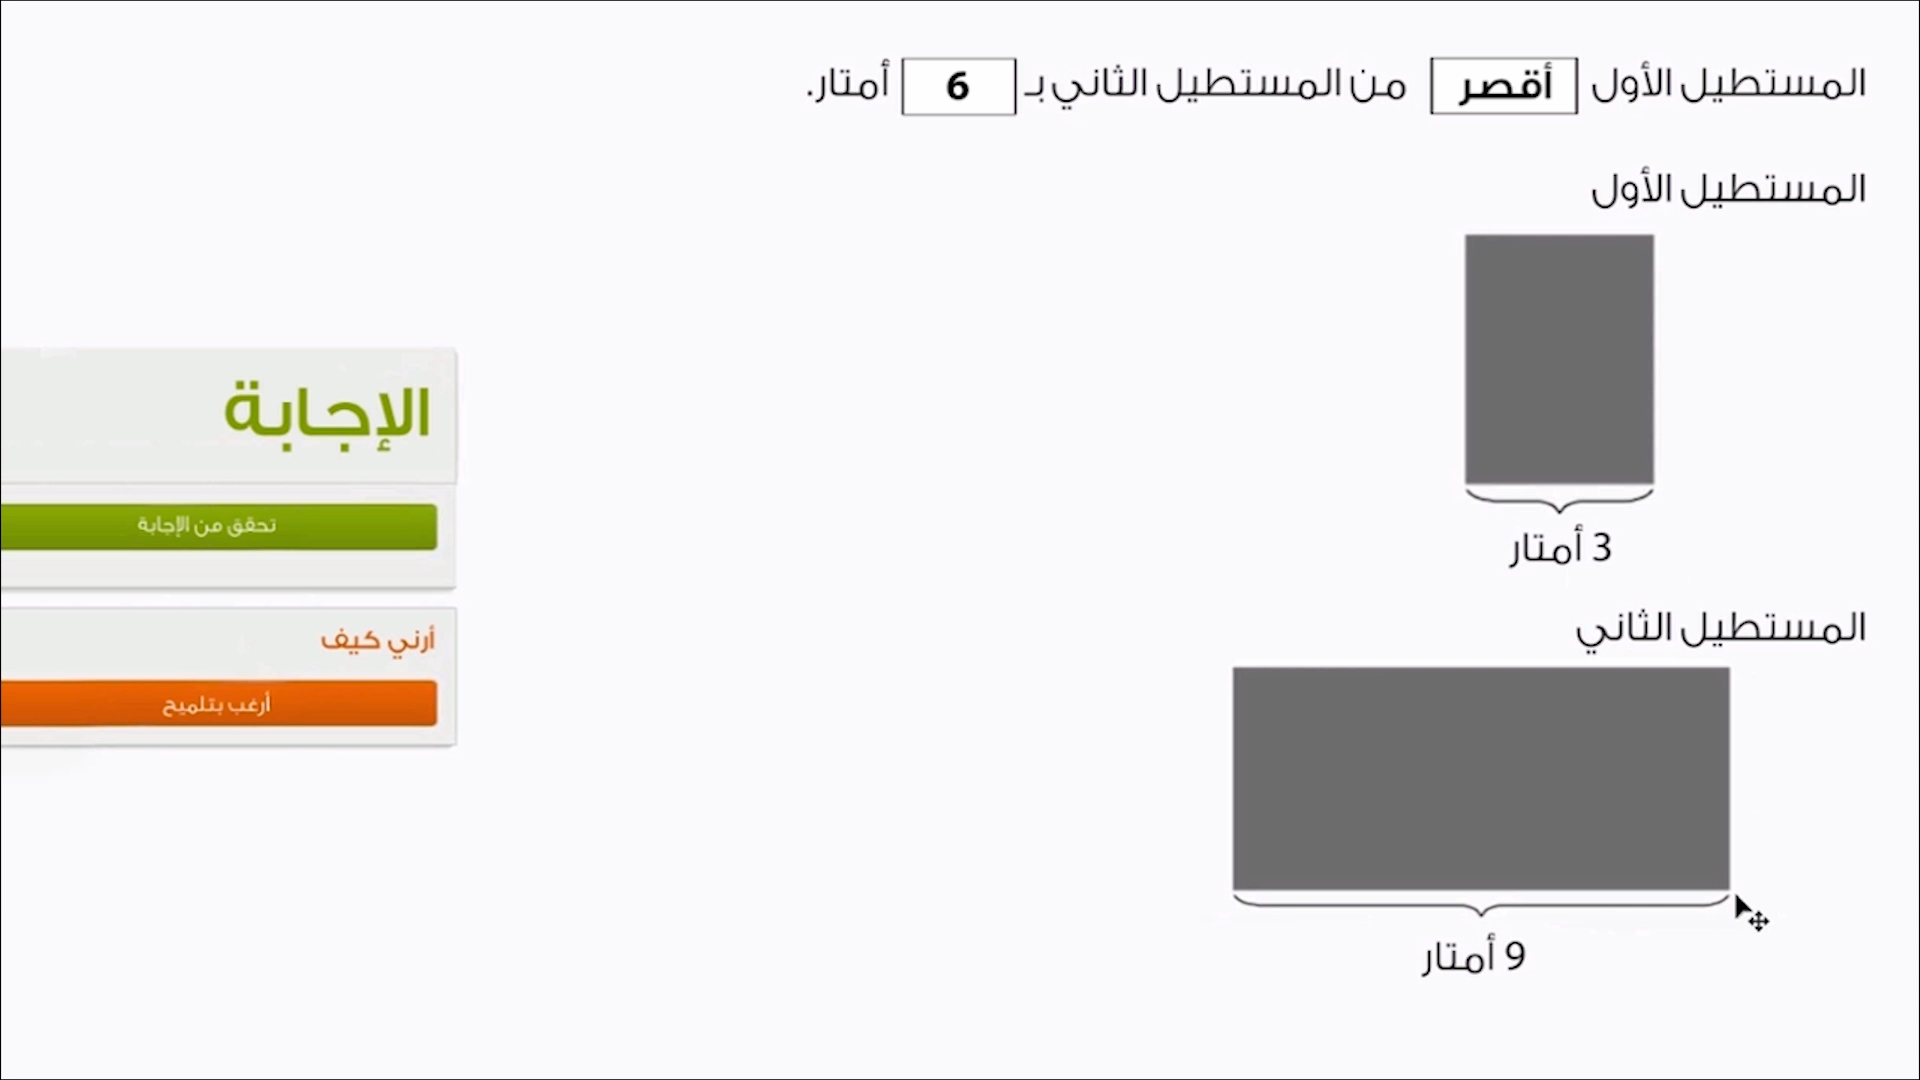 المستطيل الأول أقصر من المستطيل الثاني بـ 6 أمتار.
المستطيل الأول
3 أمتار
المستطيل الثاني
9 أمتار
الإجابة
تحقق من الإجابة
أرني كيف
أرغب بتلميح